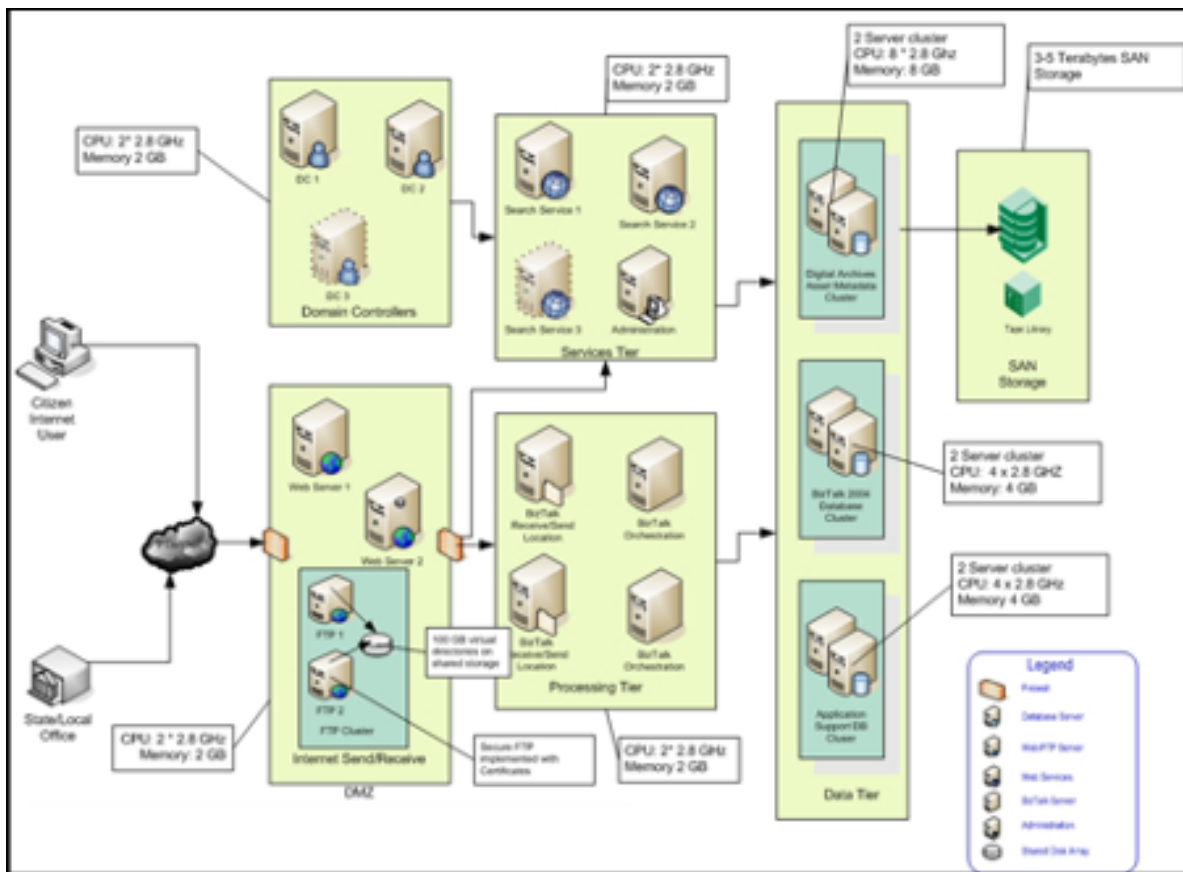 2 Server cluster
CPU: 8 * 2.8 Ghz
Memory: 8 GB
3-5 Terabytes SAN
Storage
CPU: 2* 2.8 GHz
Memory 2 GB
CPU: 2* 2.8 GHz
Memory 2 GB
DC 1
DC 2
DC 3
Domain Controllers
Search Service 1
Search Service 2
Search Service 3
Administration
Services Tier
Digital Archives
Asset Metadata
Cluster
Tape Library
SAN
Storage
Citizen
Internet
User
State/Local
Office
Web Server 1
Web Server 2
FTP 1
FTP 2
FTP Cluster
Internet Send/Receive
DMZ
100 GB virtual
directories on
shared storage
Secure FTP
implemented with
Certificates
CPU: 2 * 2.8 GHz
Memory: 2 GB
BizTalk
Receive/Send
Location
BizTalk
Orchestration
BizTalk
Receive/Send
Location
BizTalk
Orchestration
Processing Tier
CPU: 2* 2.8 GHz
Memory 2 GB
BizTalk 2004
Database
Cluster
2 Server cluster
CPU: 4 x 2.8 GHZ
Memory: 4 GB
2 Server cluster
CPU: 4 x 2.8 GHz
Memory 4 GB
Application
Support DB
Cluster
Data Tier
Legend
Firewall
Database Server
Web/FTP Server
Web Services
BizTalk Server
Administration
Shared Disk Array